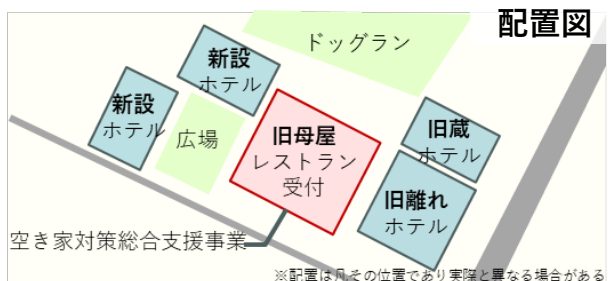 配置図
ドッグラン
新設
ホテル
新設
ホテル
広場
旧母屋
レストラン
受付
旧蔵
ホテル
旧離れ
ホテル
空き家対策総合支援事業
※配置は凡その位置であり実際と異なる場合がある